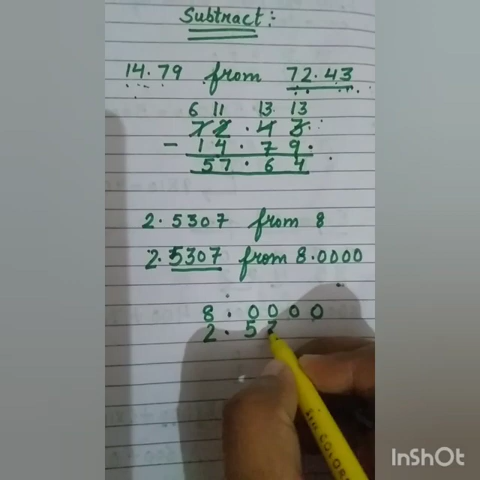 Subtract:-
14.79 from 72.43
6 11 13 13
72.43
- 14.79
57.64
2.5307 from 8
2.5307 from 8.0000
8.0000
2.5
InShOt